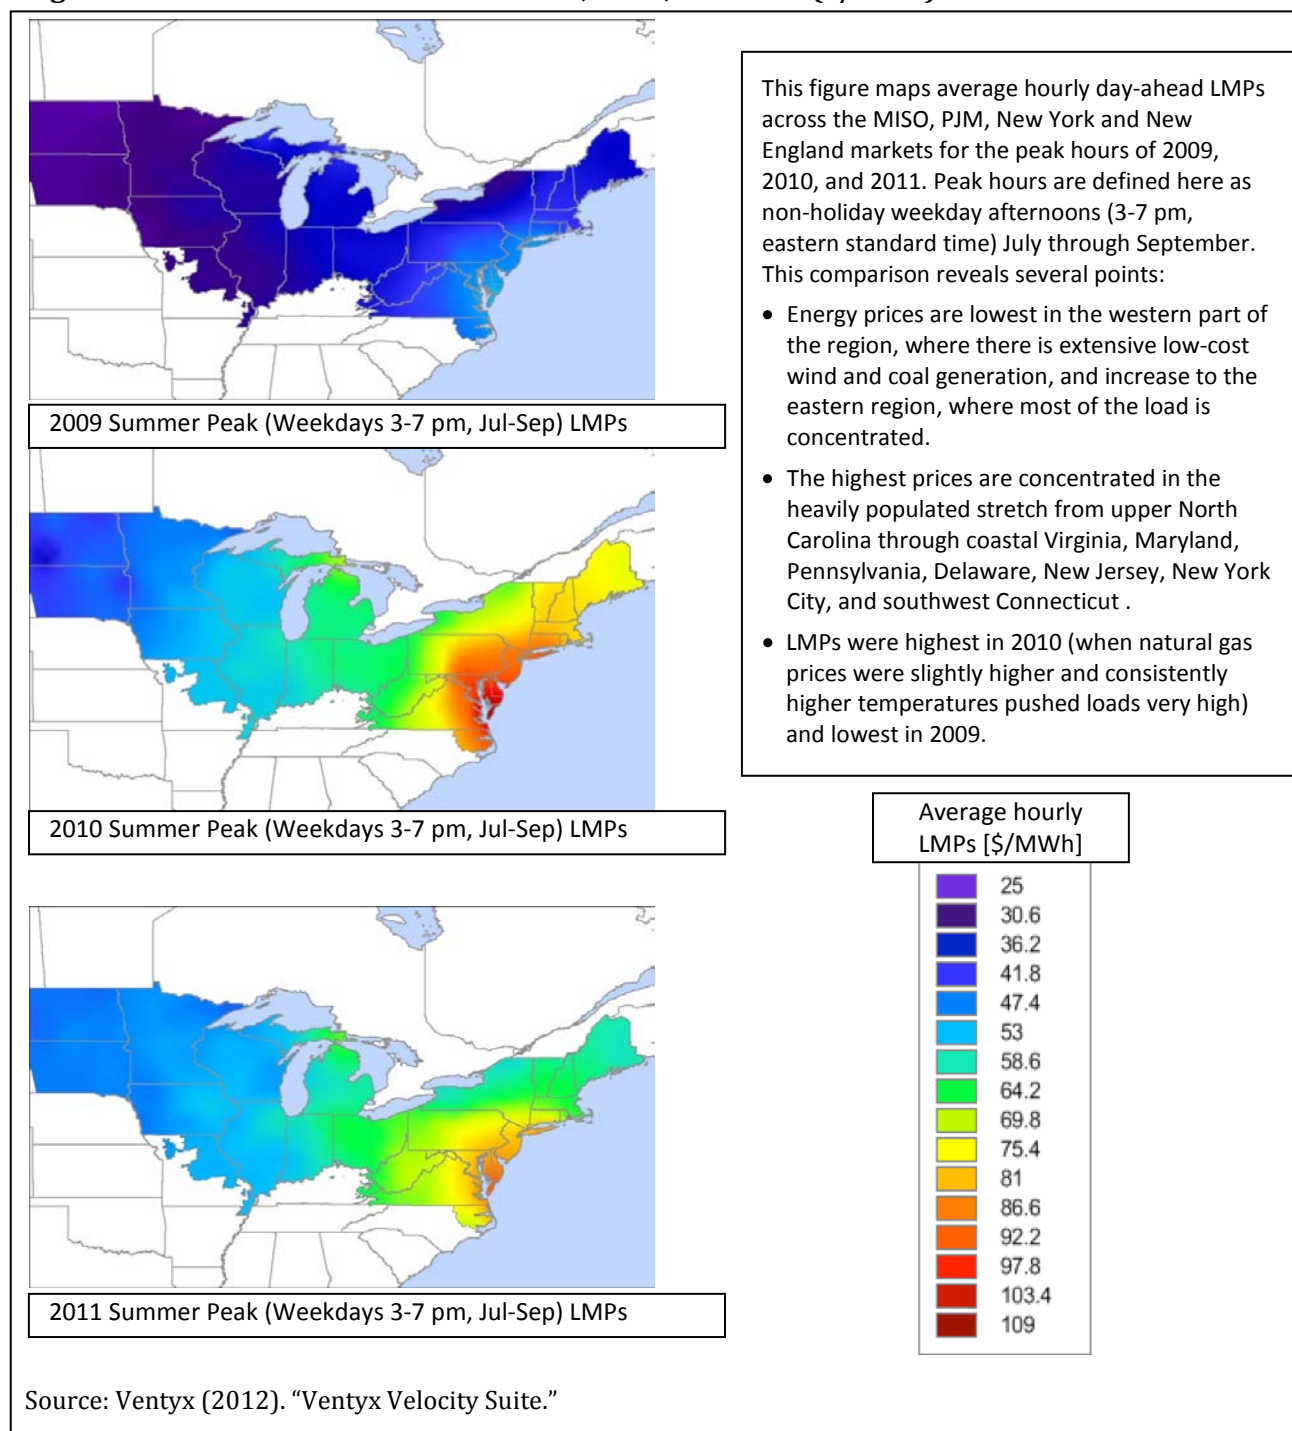 2009 Summer Peak (Weekdays 3-7 pm, Jul-Sep) LMPs
2010 Summer Peak (Weekdays 3-7 pm, Jul-Sep) LMPs
2011 Summer Peak (Weekdays 3-7 pm, Jul-Sep) LMPs
This figure maps average hourly day-ahead LMPs
across the MISO, PJM, New York and New
England markets for the peak hours of 2009,
2010, and 2011. Peak hours are defined here as
non-holiday weekday afternoons (3-7 pm,
eastern standard time) July through September.
This comparison reveals several points:
• Energy prices are lowest in the western part of
the region, where there is extensive low-cost
wind and coal generation, and increase to the
eastern region, where most of the load is
concentrated.
• The highest prices are concentrated in the
heavily populated stretch from upper North
Carolina through coastal Virginia, Maryland,
Pennsylvania, Delaware, New Jersey, New York
City, and southwest Connecticut .
• LMPs were highest in 2010 (when natural gas
prices were slightly higher and consistently
higher temperatures pushed loads very high)
and lowest in 2009.
Average hourly
LMPs [$/MWh]
25
30.6
36.2
41.8
47.4
53
58.6
64.2
69.8
75.4
81
86.6
92.2
97.8
103.4
109
Source: Ventyx (2012). “Ventyx Velocity Suite.”